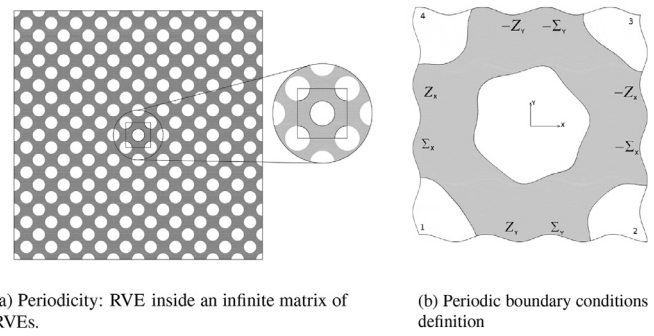 4
−Z_Y −Σ_Y
3
Z_X
−Z_X
Y
X
Σ_X
−Σ_X
1
Z_Y Σ_Y
2
a) Periodicity: RVE inside an infinite matrix of
RVEs.
(b) Periodic boundary conditions
definition